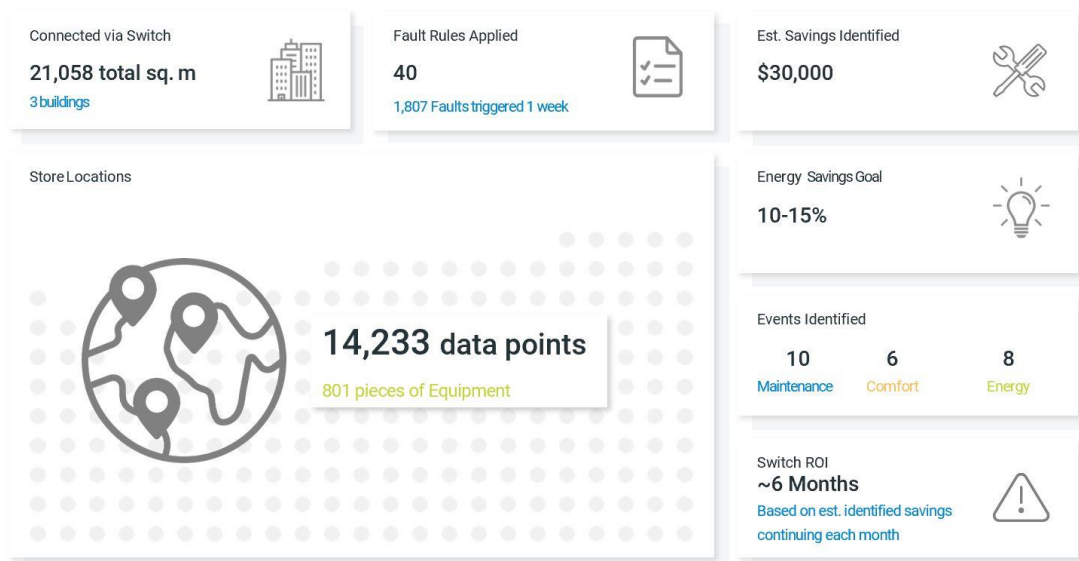 Connected via Switch
21,058 total sq. m
3 buildings
Fault Rules Applied
40
1,807 Faults triggered 1 week
Est. Savings Identified
$30,000
Store Locations
14,233 data points
801 pieces of Equipment
Energy Savings Goal
10-15%
Events Identified
10 6 8
Maintenance Comfort Energy
Switch ROI
~6 Months
Based on est. identified savings
continuing each month